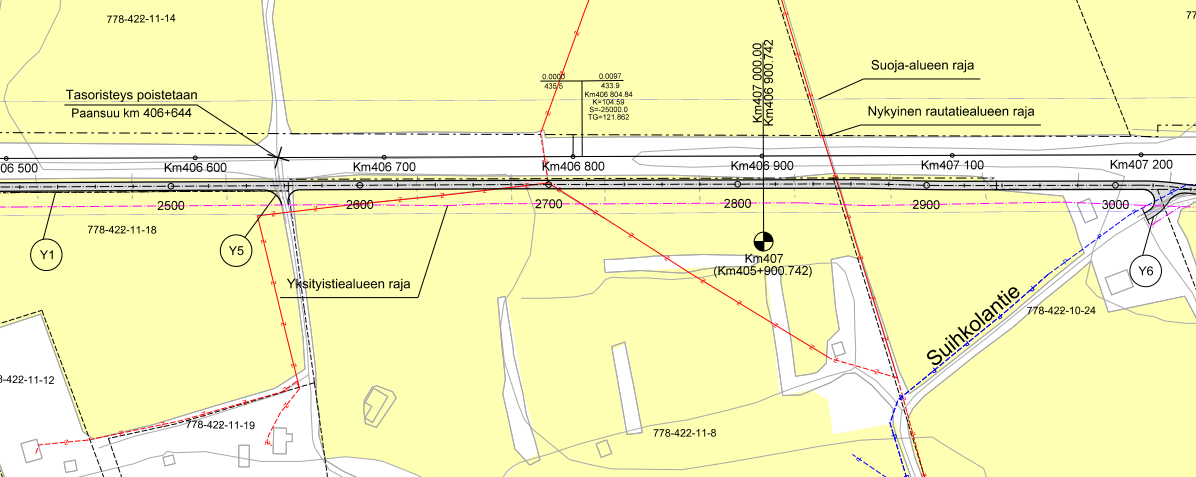 778-422-11-14
Tasoristeys poistetaan
Paansuu km 406+644
0.0000 0.0097
435.5 433.9
Km406 804.84
K=104.59
S=-25000.0
TG=121.862
Km407 000.00
Km406 900.742
Suoja-alueen raja
Nykyinen rautatiealueen raja
06 500
Km406 600
Km406 700
Km406 800
Km406 900
Km407 100
Km407 200
2500
2600
2700
2800
2900
3000
778-422-11-18
Y1
Y5
Y6
Km407
(Km405+900.742)
Yksityistiealueen raja
Suihkolantie
778-422-10-24
-422-11-12
778-422-11-19
778-422-11-8